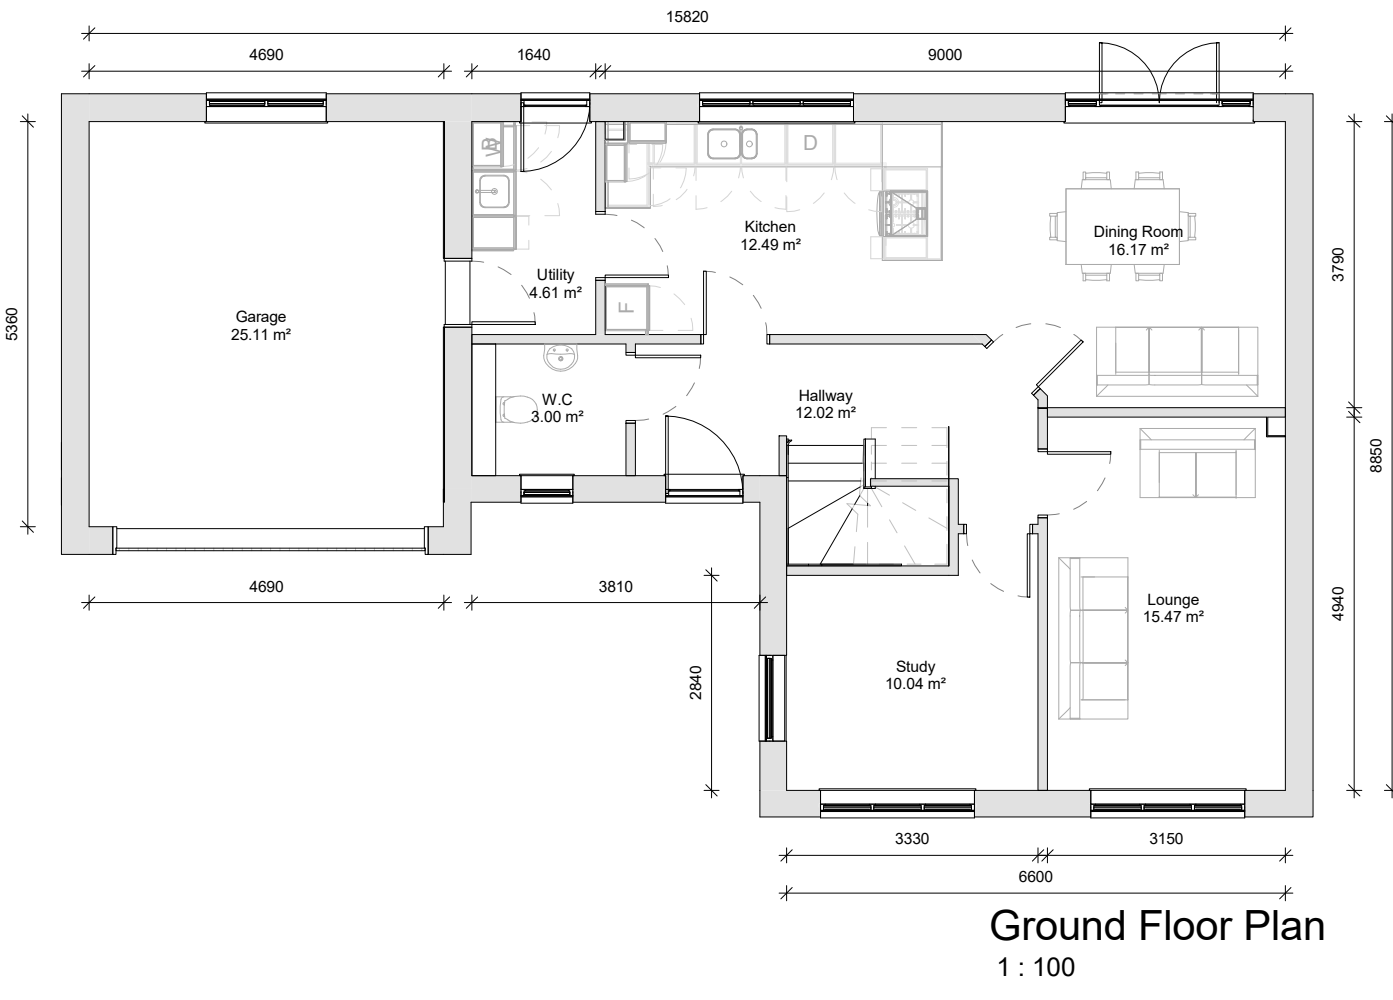 15820
4690
1640
9000
W
D
Kitchen
12.49 m²
Dining Room
16.17 m²
Utility
4.61 m²
3790
5360
Garage
25.11 m²
F
W.C
3.00 m²
Hallway
12.02 m²
8850
4690
3810
4940
Lounge
15.47 m²
2840
Study
10.04 m²
3330
3150
6600
Ground Floor Plan
1 : 100